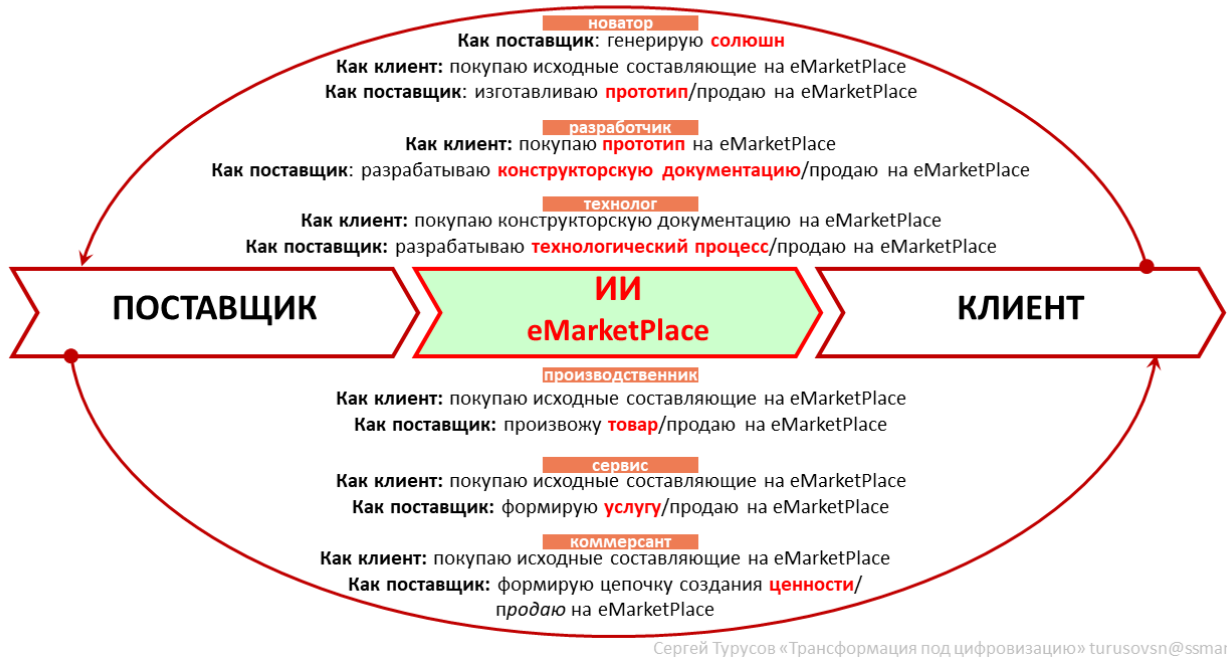 новатор
Как поставщик: генерирую солюшн
Как клиент: покупаю исходные составляющие на eMarketPlace
Как поставщик: изготавливаю прототип/продаю на eMarketPlace
разработчик
Как клиент: покупаю прототип на eMarketPlace
Как поставщик: разрабатываю конструкторскую документацию/продаю на eMarketPlace
технолог
Как клиент: покупаю конструкторскую документацию на eMarketPlace
Как поставщик: разрабатываю технологический процесс/продаю на eMarketPlace
ПОСТАВЩИК
ИИ
eMarketPlace
КЛИЕНТ
производственник
Как клиент: покупаю исходные составляющие на eMarketPlace
Как поставщик: произвожу товар/продаю на eMarketPlace
сервис
Как клиент: покупаю исходные составляющие на eMarketPlace
Как поставщик: формирую услугу/продаю на eMarketPlace
коммерсант
Как клиент: покупаю исходные составляющие на eMarketPlace
Как поставщик: формирую цепочку создания ценности/
продаю на eMarketPlace
Сергей Турусов «Трансформация под цифровизацию» turusovsn@ssmar